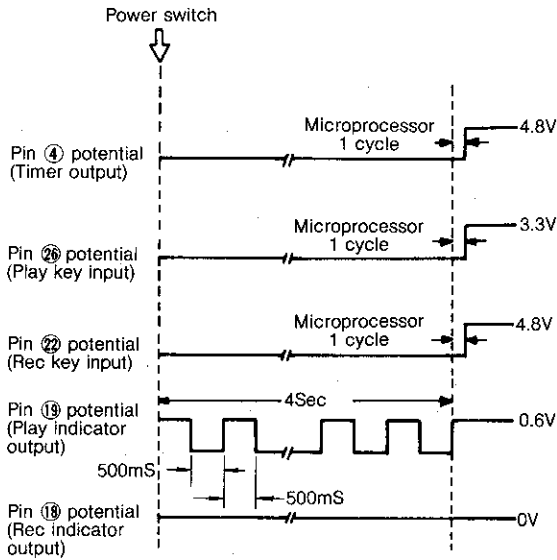 Power switch
Microprocessor
1 cycle
4.8V
Pin ④ potential
(Timer output)
Microprocessor
1 cycle
3.3V
Pin ㉖ potential
(Play key input)
Microprocessor
1 cycle
4.8V
Pin ㉒ potential
(Rec key input)
4Sec
Pin ⑲ potential
(Play indicator
output)
0.6V
500mS
500mS
Pin ⑱ potential
(Rec indicator
output)
0V